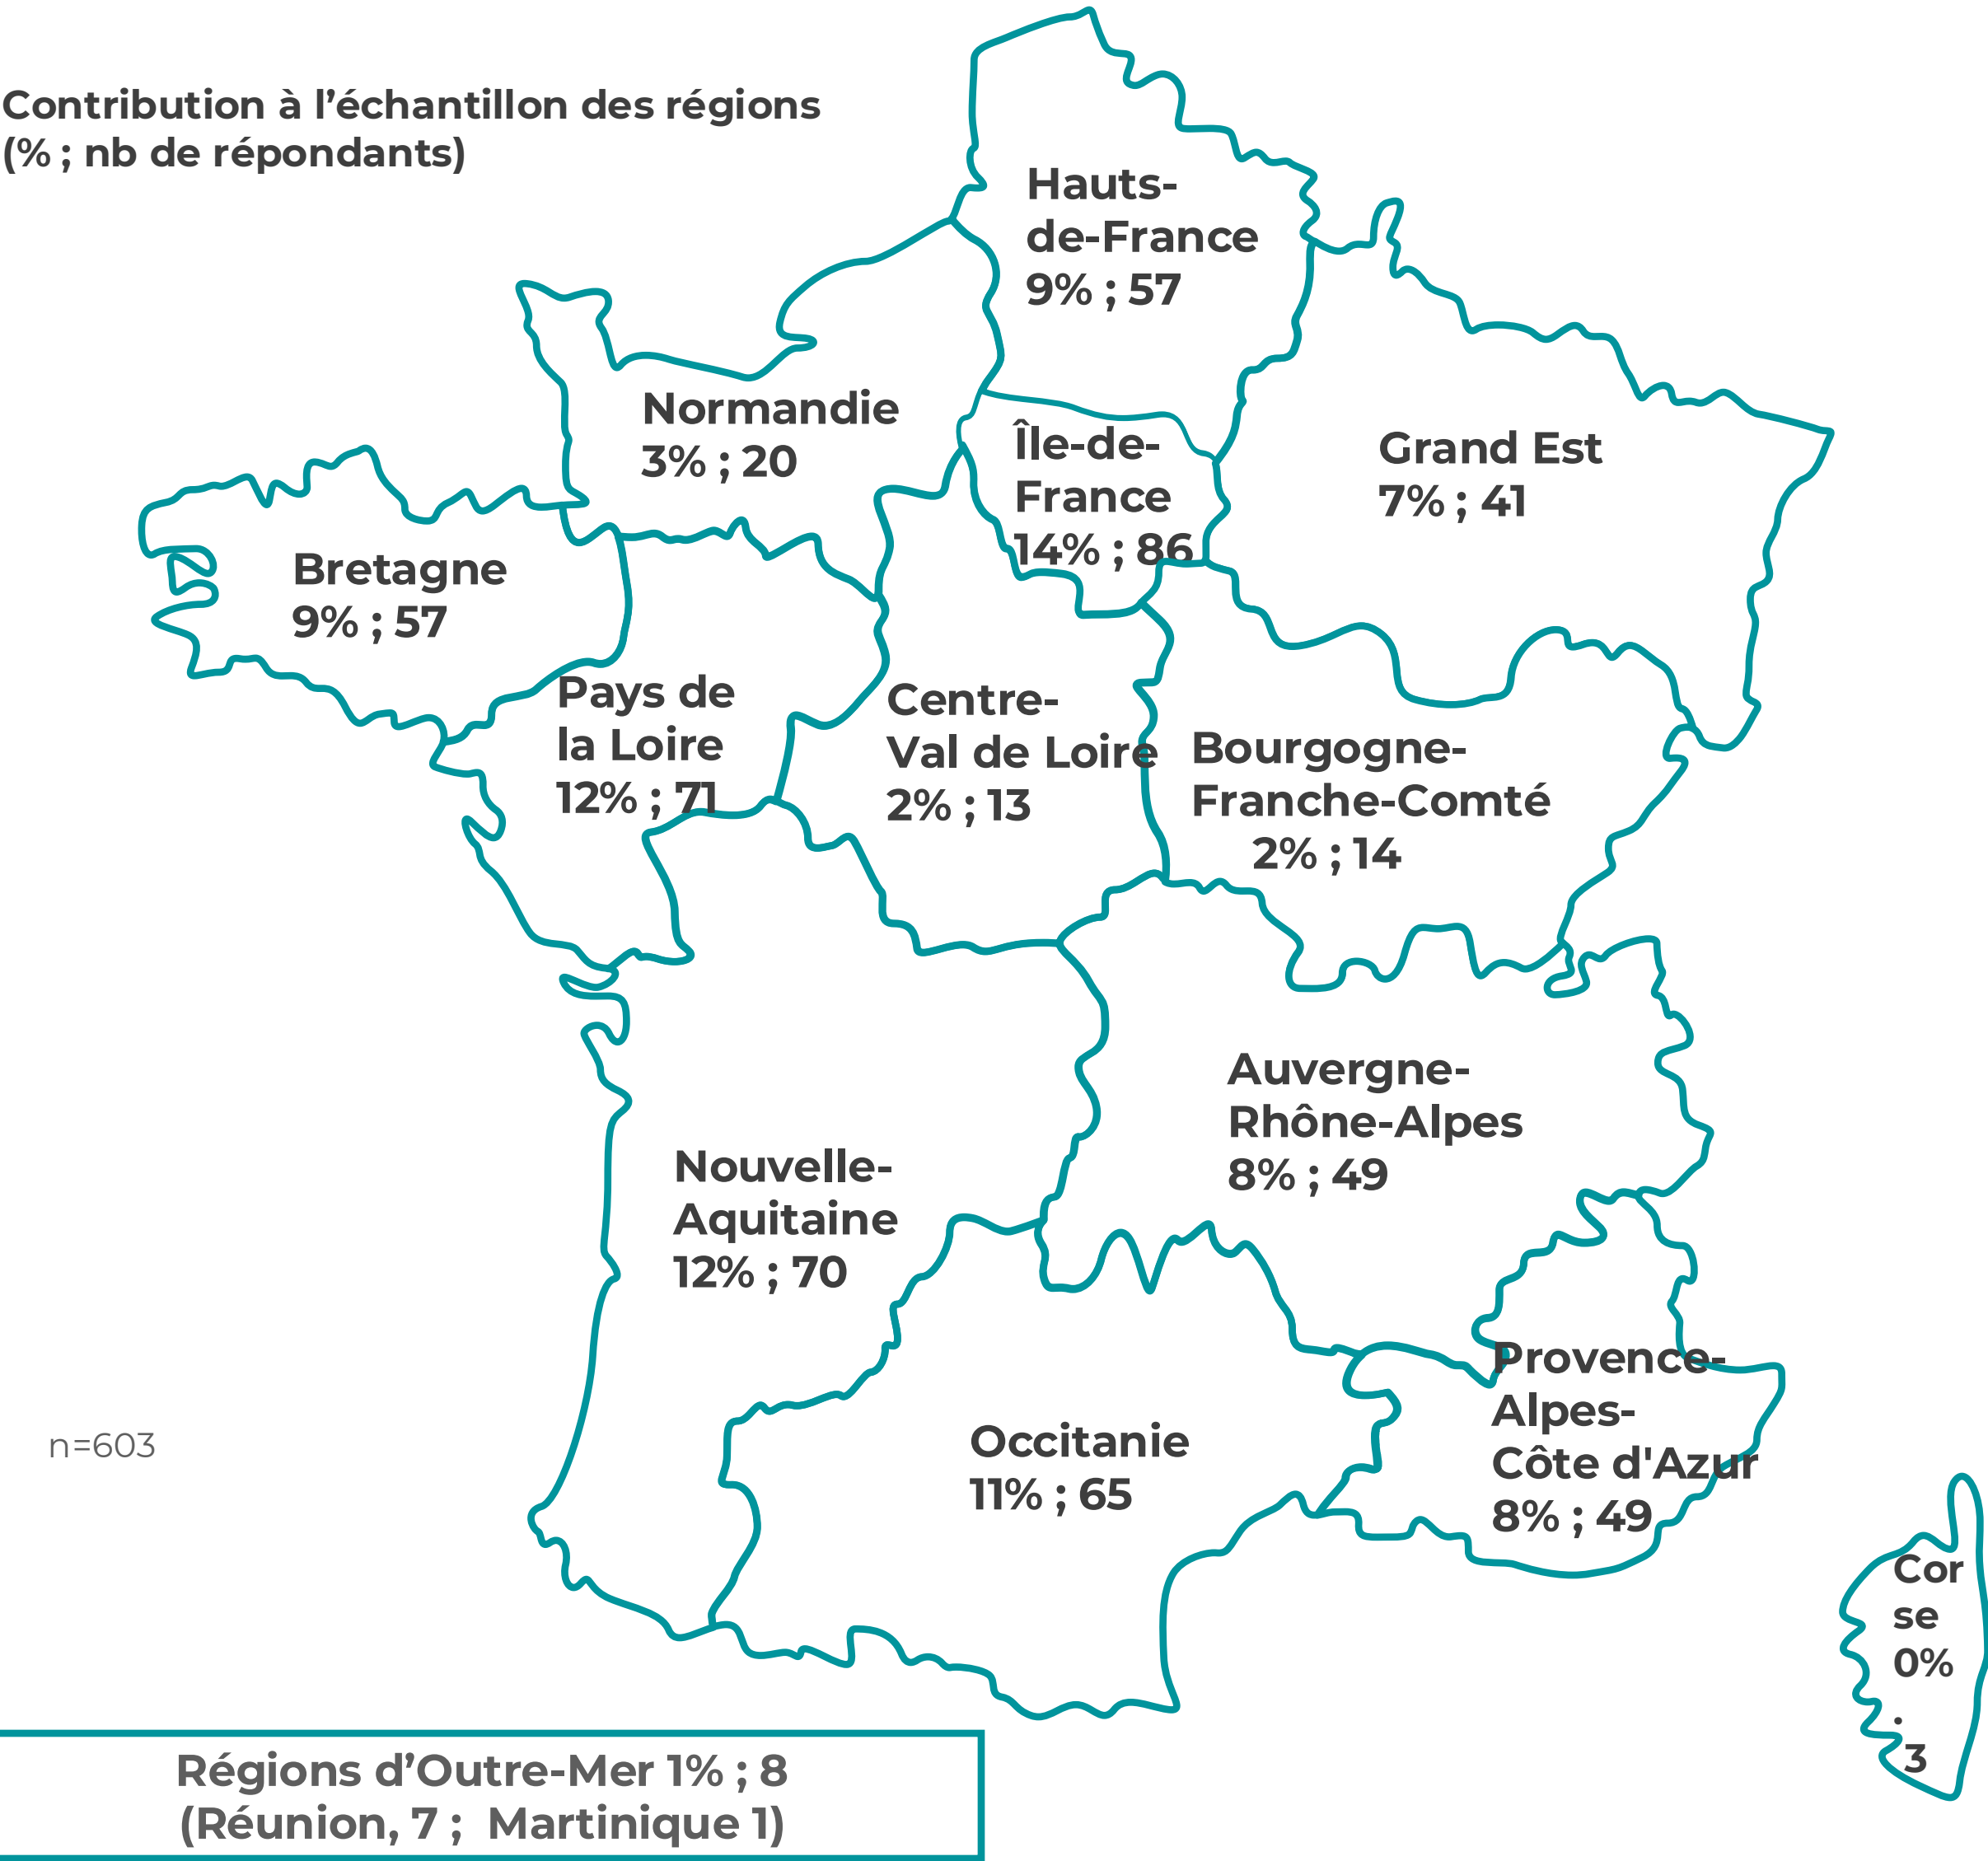 Contribution à l’échantillon des régions
(% ; nb de répondants)
Hauts-
de-France
9% ; 57
Normandie
3% ; 20
Île-de-
France
14% ; 86
Grand Est
7% ; 41
Bretagne
9% ; 57
Pays de
la Loire
12% ; 71
Centre-
Val de Loire
2% ; 13
Bourgogne-
Franche-Comté
2% ; 14
Auvergne-
Rhône-Alpes
8% ; 49
Nouvelle-
Aquitaine
12% ; 70
Occitanie
11% ; 65
Provence-
Alpes-
Côte d'Azur
8% ; 49
n=603
Cor
se
0%
;
3
Régions d’Outre-Mer 1% ; 8
(Réunion, 7 ; Martinique 1)